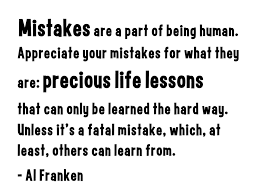 Mistakes are a part of being human.
Appreciate your mistakes for what they
are: precious life lessons
that can only be learned the hard way.
Unless it's a fatal mistake, which, at
least, others can learn from.
- Al Franken